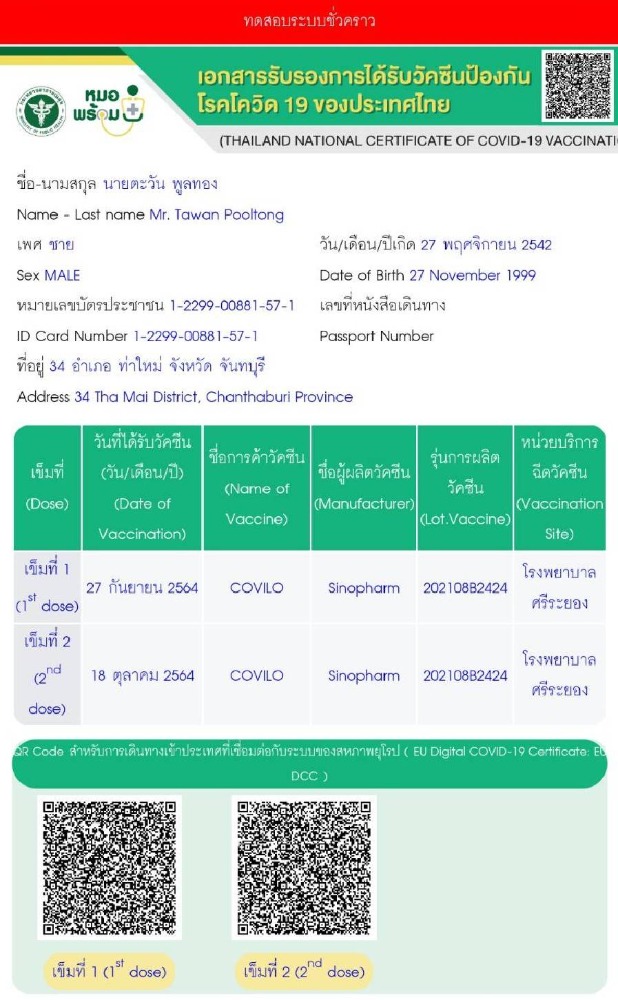 ทดสอบระบบชั่วคราว
หมอ
พร้อม
เอกสารรับรองการได้รับวัคซีนป้องกัน
โรคโควิด 19 ของประเทศไทย
(THAILAND NATIONAL CERTIFICATE OF COVID-19 VACCINATI
ชื่อ-นามสกุล นายตะวัน พูลทอง
Name - Last name Mr. Tawan Pooltong
เพศ ชาย วัน/เดือน/ปีเกิด 27 พฤศจิกายน 2542
Sex MALE Date of Birth 27 November 1999
หมายเลขบัตรประชาชน 1-2299-00881-57-1 เลขที่หนังสือเดินทาง
ID Card Number 1-2299-00881-57-1 Passport Number
ที่อยู่ 34 อำเภอ ท่าใหม่ จังหวัด จันทบุรี
Address 34 Tha Mai District, Chanthaburi Province
เข็มที่
(Dose)
วันที่ได้รับวัคซีน
(วัน/เดือน/ปี)
(Date of
Vaccination)
ชื่อการค้าวัคซีน
(Name of
Vaccine)
ชื่อผู้ผลิตวัคซีน
(Manufacturer)
รุ่นการผลิต
วัคซีน
(Lot.Vaccine)
หน่วยบริการ
ฉีดวัคซีน
(Vaccination
Site)
เข็มที่ 1
(1st dose)
27 กันยายน 2564
COVILO
Sinopharm
202108B2424
โรงพยาบาล
ศรีระยอง
เข็มที่ 2
(2nd
dose)
18 ตุลาคม 2564
COVILO
Sinopharm
202108B2424
โรงพยาบาล
ศรีระยอง
QR Code สำหรับการเดินทางเข้าประเทศที่เชื่อมต่อกับระบบของสหภาพยุโรป ( EU Digital COVID-19 Certificate: EU
DCC )
เข็มที่ 1 (1st dose)
เข็มที่ 2 (2nd dose)